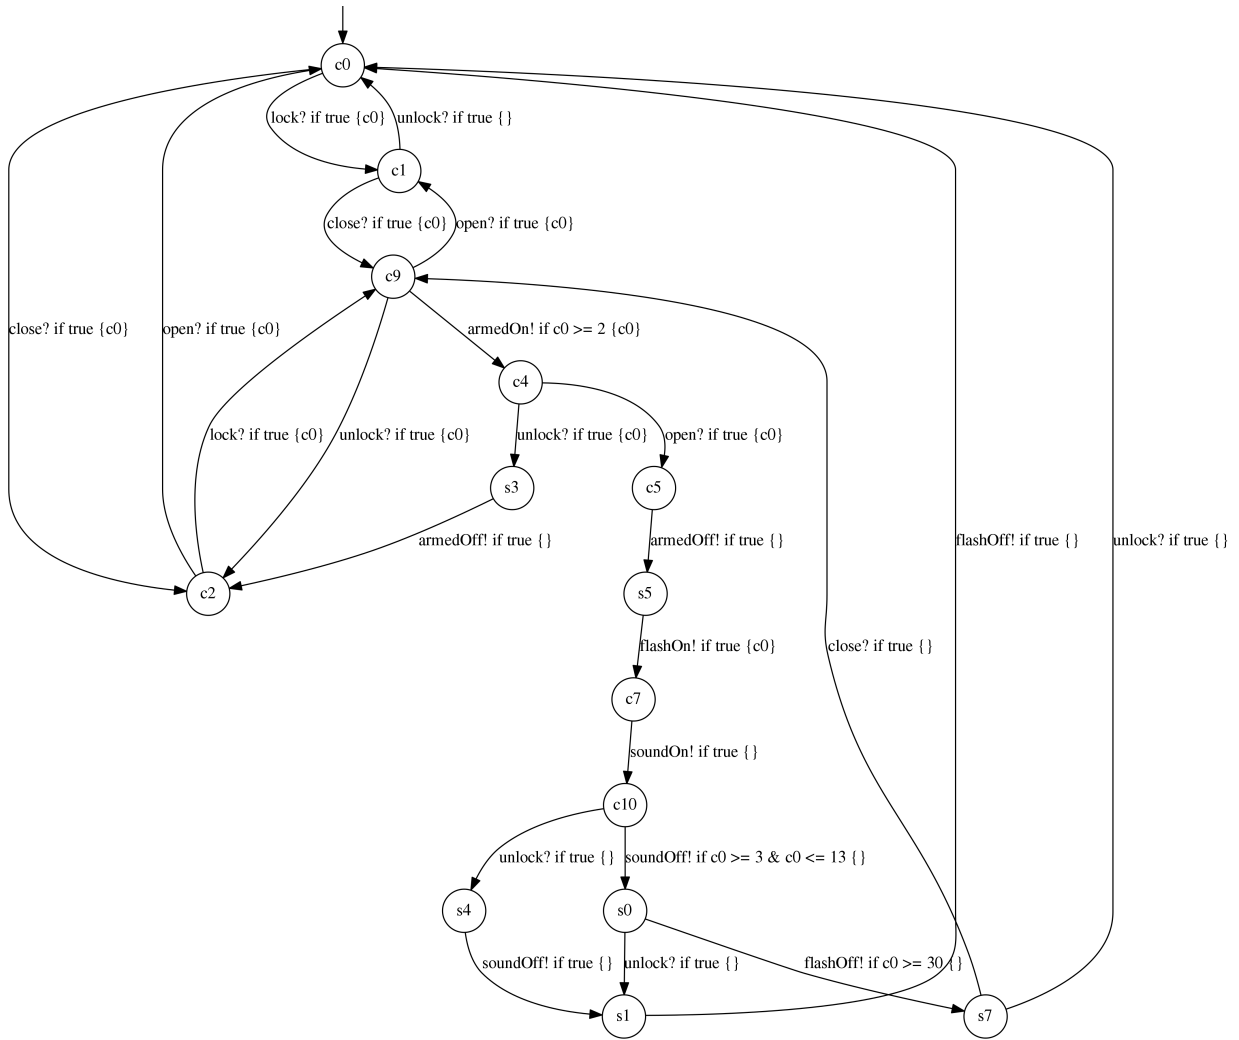 c0
lock? if true {c0}
unlock? if true {}
c1
close? if true {c0}
open? if true {c0}
c9
close? if true {c0}
open? if true {c0}
armedOn! if c0 >= 2 {c0}
c4
lock? if true {c0}
unlock? if true {c0}
unlock? if true {c0}
open? if true {c0}
s3
c5
armedOff! if true {}
armedOff! if true {}
flashOff! if true {}
unlock? if true {}
c2
s5
flashOn! if true {c0}
close? if true {}
c7
soundOn! if true {}
c10
unlock? if true {}
soundOff! if c0 >= 3 & c0 <= 13 {}
s4
s0
soundOff! if true {}
unlock? if true {}
flashOff! if c0 >= 30 {}
s1
s7